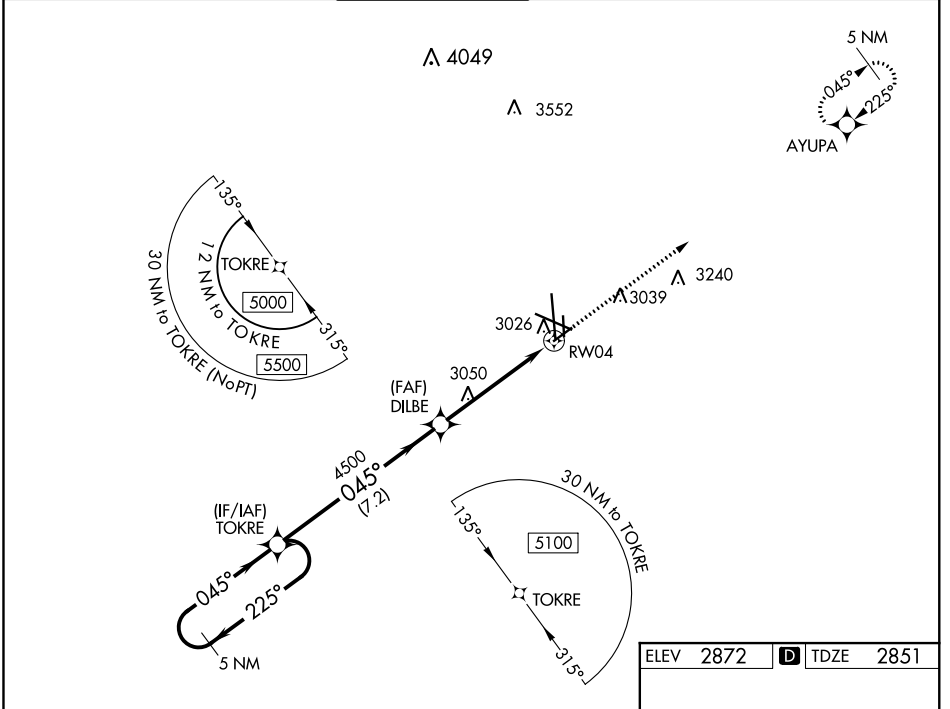 5 NM
4049
045°
3552
225°
AYUPA
135°
TOKRE
30 NM to TOKRE (NoPT)
12 NM to TOKRE
5000
315°
5500
3240
3039
3026
RW04
3050
(FAF)
DILBE
4500
045°
(7.2)
(IF/IAF)
TOKRE
045°
225°
5 NM
30 NM to TOKRE
135°
5100
TOKRE
315°
ELEV 2872 D TDZE 2851